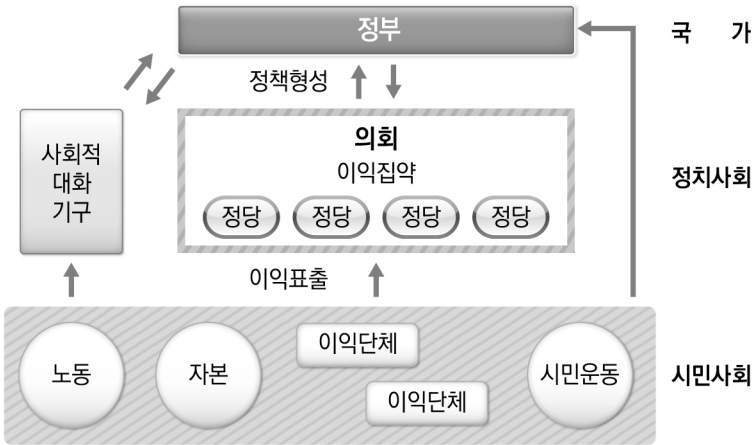 정부
국 가
정책형성
사회적
대화
기구
의회
이익집약
정당 정당 정당 정당
정치사회
이익표출
노동
자본
이익단체
이익단체
시민운동
시민사회